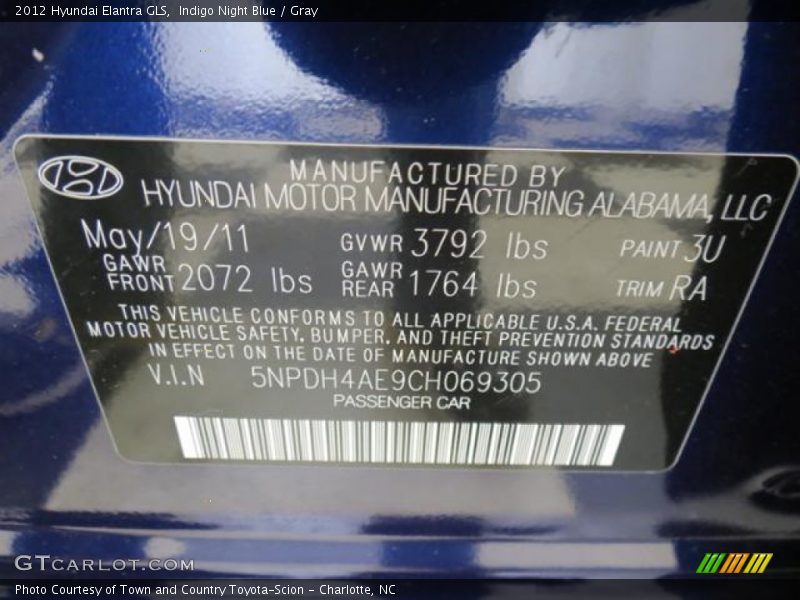 2012 Hyundai Elantra GLS, Indigo Night Blue / Gray
MANUFACTURED BY
HYUNDAI MOTOR MANUFACTURING ALABAMA, LLC
May/19/11 GVWR 3792 lbs PAINT 3U
GAWR FRONT 2072 lbs GAWR REAR 1764 lbs TRIM RA
THIS VEHICLE CONFORMS TO ALL APPLICABLE U.S.A. FEDERAL
MOTOR VEHICLE SAFETY, BUMPER, AND THEFT PREVENTION STANDARDS
IN EFFECT ON THE DATE OF MANUFACTURE SHOWN ABOVE
V.I.N 5NPDH4AE9CH069305
PASSENGER CAR
GTCARLOT.COM
Photo Courtesy of Town and Country Toyota-Scion - Charlotte, NC